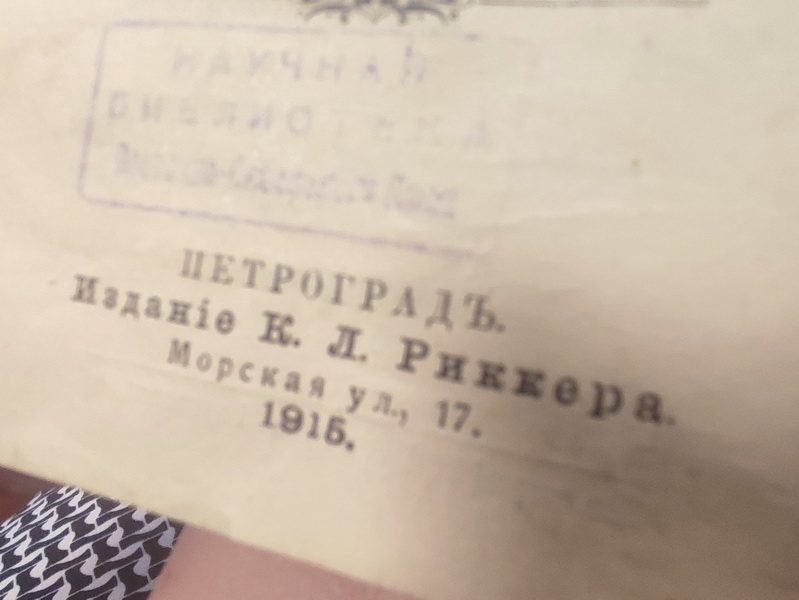 НАУЧНАЯ
БИБЛИОТЕКА
ПЕТРОГРАДЪ.
Изданіе К. Л. Риккера.
Морская ул., 17.
1915.